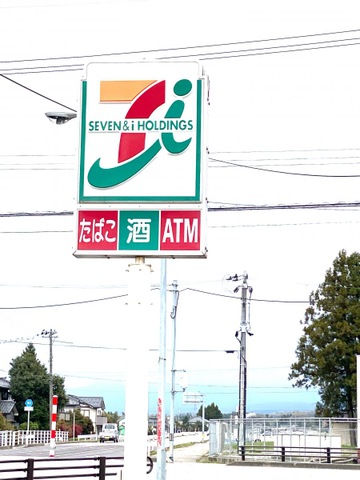 SEVEN & i HOLDINGS
たばこ 酒 ATM